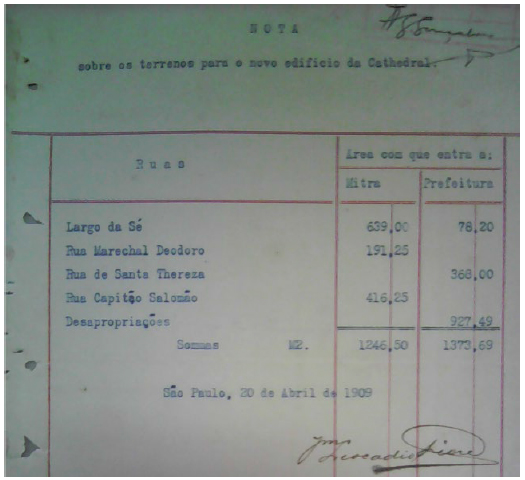 NOTA
sobre os terrenos para o novo edificio da Cathedral.
Ruas
Area com que entra a:
Mitra Prefeitura
Largo da Sé 639,00 78,20
Rua Marechal Deodoro 191,25
Rua de Santa Thereza 368,00
Rua Capitão Salomão 416,25
Desapropriações 927,49
Sommas M2. 1246,50 1373,69
São Paulo, 20 de Abril de 1909